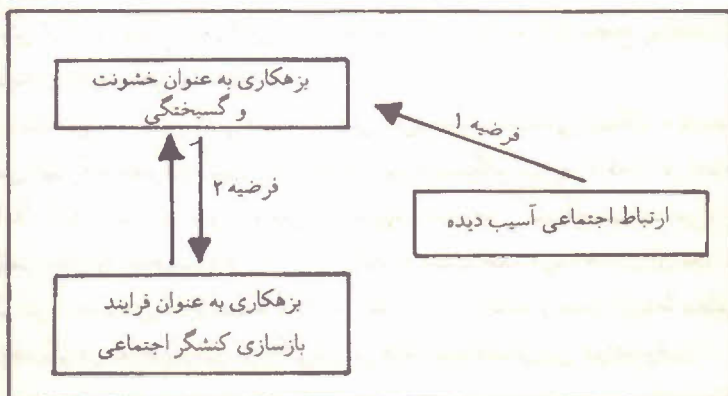 بزهکاری به عنوان خشونت
و گسیختگی
فرضیه ۱
فرضیه ۲
ارتباط اجتماعی آسیب دیده
بزهکاری به عنوان فرایند
بازسازی کنشگر اجتماعی